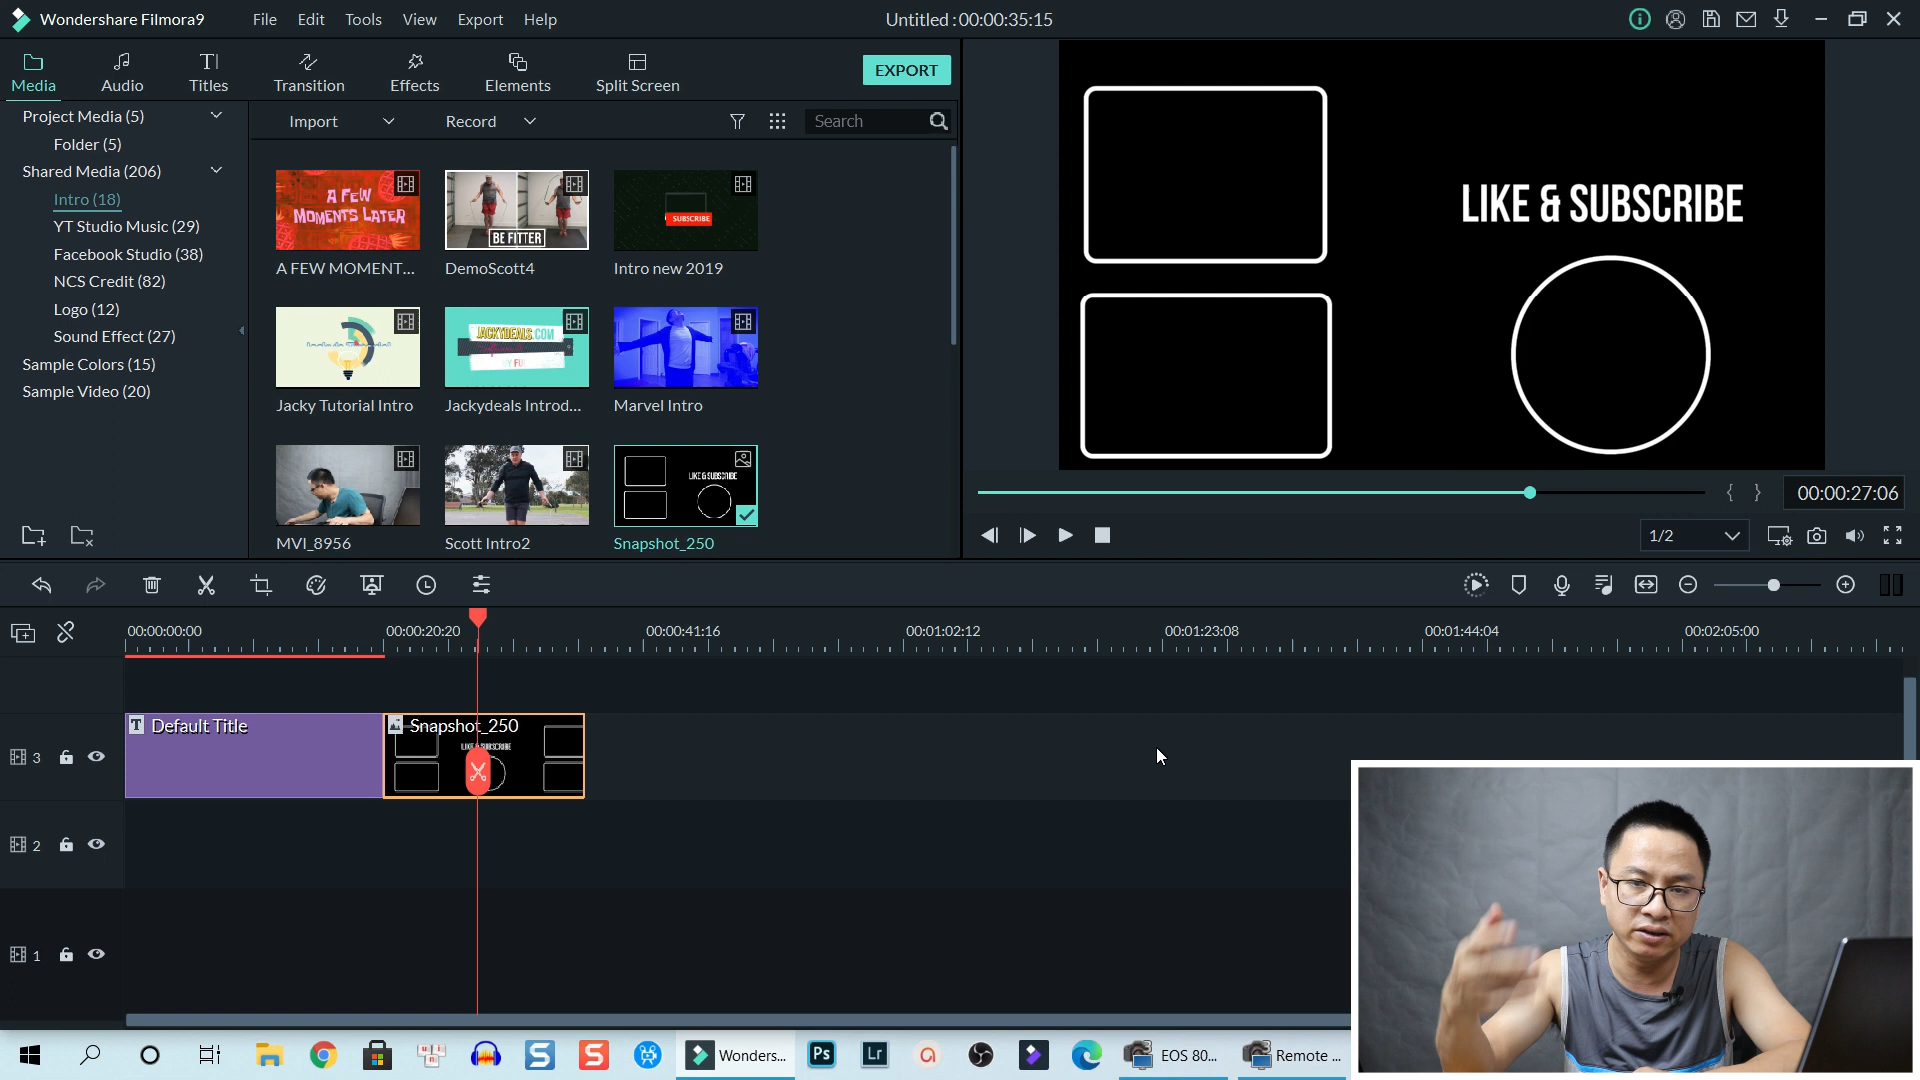 Wondershare Filmora9
File
Edit
Tools
View
Export
Help
Untitled : 00:00:35:15
Media
Audio
Titles
Transition
Effects
Elements
Split Screen
EXPORT
Project Media (5)
Folder (5)
Shared Media (206)
Intro (18)
YT Studio Music (29)
Facebook Studio (38)
NCS Credit (82)
Logo (12)
Sound Effect (27)
Sample Colors (15)
Sample Video (20)
Import
Record
Search
A FEW
MOMENTS LATER
A FEW MOMENT...
BE FITTER
DemoScott4
SUBSCRIBE
Intro new 2019
Jacky Tutorial Intro
JACKYDEALS.COM
Jackydeals Introd...
Marvel Intro
MVI_8956
Scott Intro2
LIKE & SUBSCRIBE
Snapshot_250
LIKE & SUBSCRIBE
00:00:27:06
1/2
00:00:00:00
00:00:20:20
00:00:41:16
00:01:02:12
00:01:23:08
00:01:44:04
00:02:05:00
T Default Title
Snapshot_250
LIKE & SUBSCRIBE
3
2
1
Wonders...
Ps
Lr
EOS 80...
Remote ...